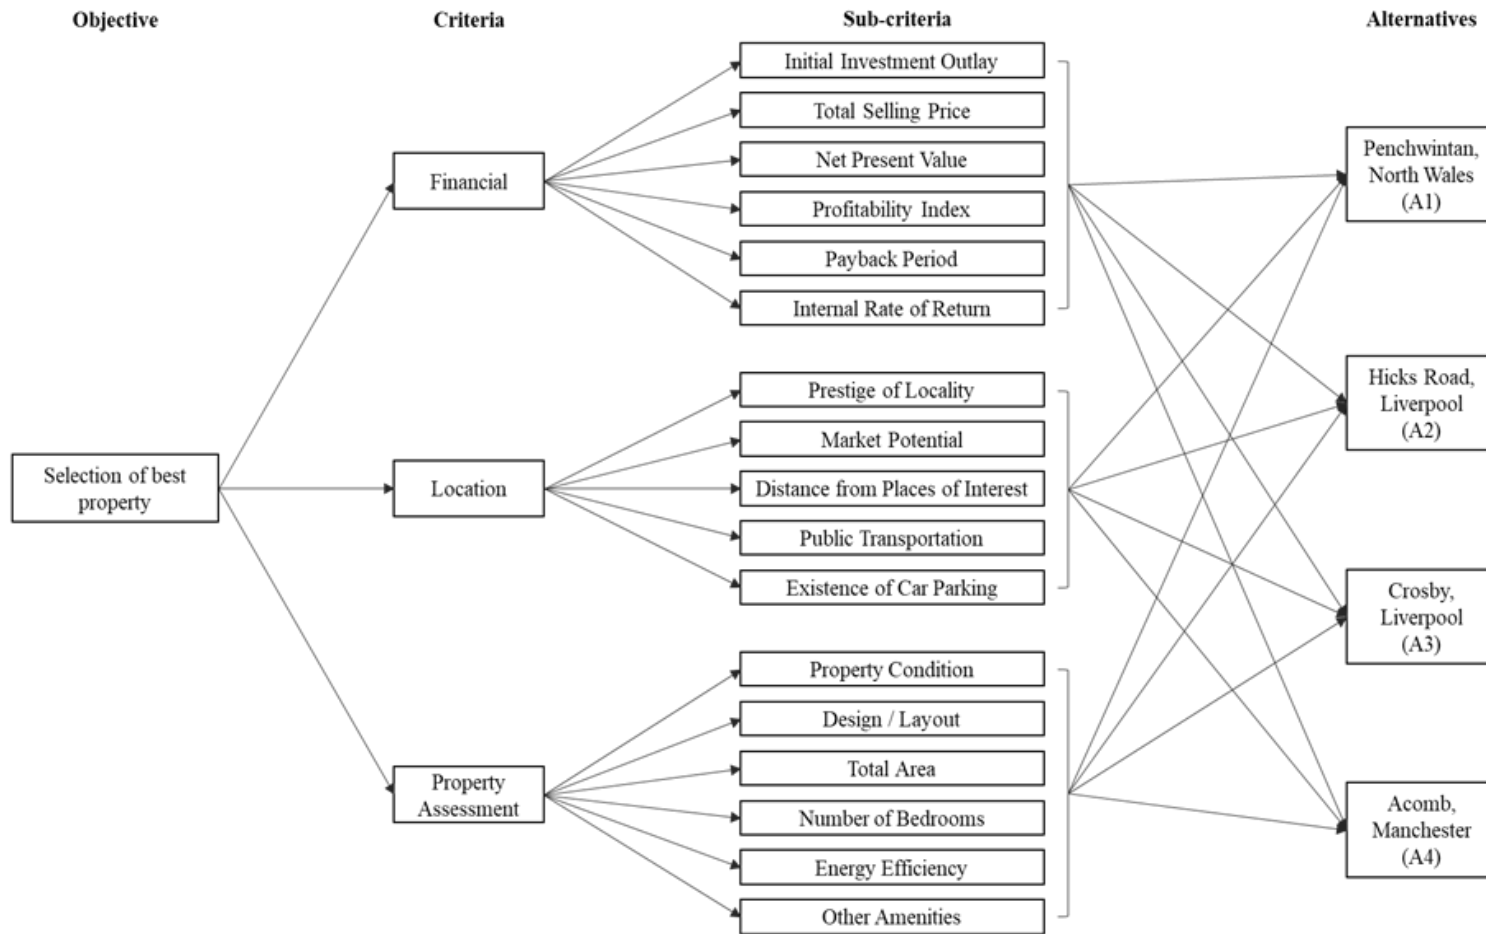 Objective
Criteria
Sub-criteria
Alternatives
Selection of best
property
Financial
Location
Property
Assessment
Initial Investment Outlay
Total Selling Price
Net Present Value
Profitability Index
Payback Period
Internal Rate of Return
Prestige of Locality
Market Potential
Distance from Places of Interest
Public Transportation
Existence of Car Parking
Property Condition
Design / Layout
Total Area
Number of Bedrooms
Energy Efficiency
Other Amenities
Penchwintan,
North Wales
(A1)
Hicks Road,
Liverpool
(A2)
Crosby,
Liverpool
(A3)
Acomb,
Manchester
(A4)